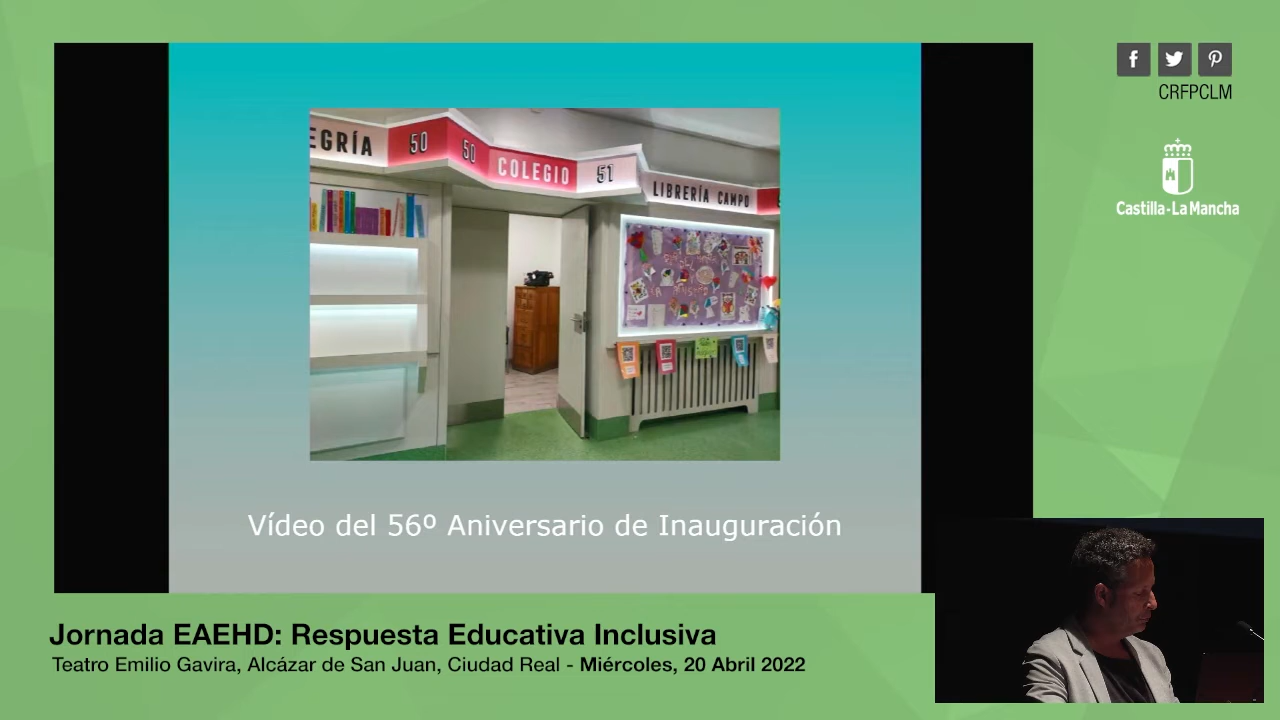 CRFPCLM
Castilla-La Mancha
EGRÍA
50
50
COLEGIO
51
LIBRERÍA CAMPO
Vídeo del 56º Aniversario de Inauguración
Jornada EAEHD: Respuesta Educativa Inclusiva
Teatro Emilio Gavira, Alcázar de San Juan, Ciudad Real - Miércoles, 20 Abril 2022